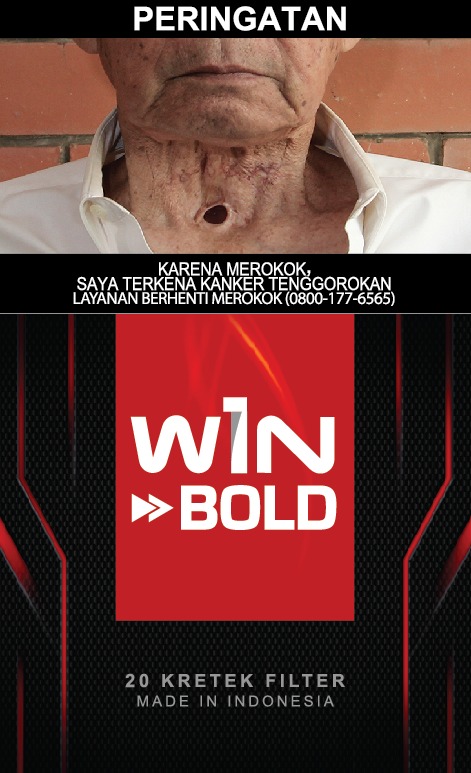 PERINGATAN
KARENA MEROKOK,
SAYA TERKENA KANKER TENGGOROKAN
LAYANAN BERHENTI MEROKOK (0800-177-6565)
W1N
BOLD
20 KRETEK FILTER
MADE IN INDONESIA